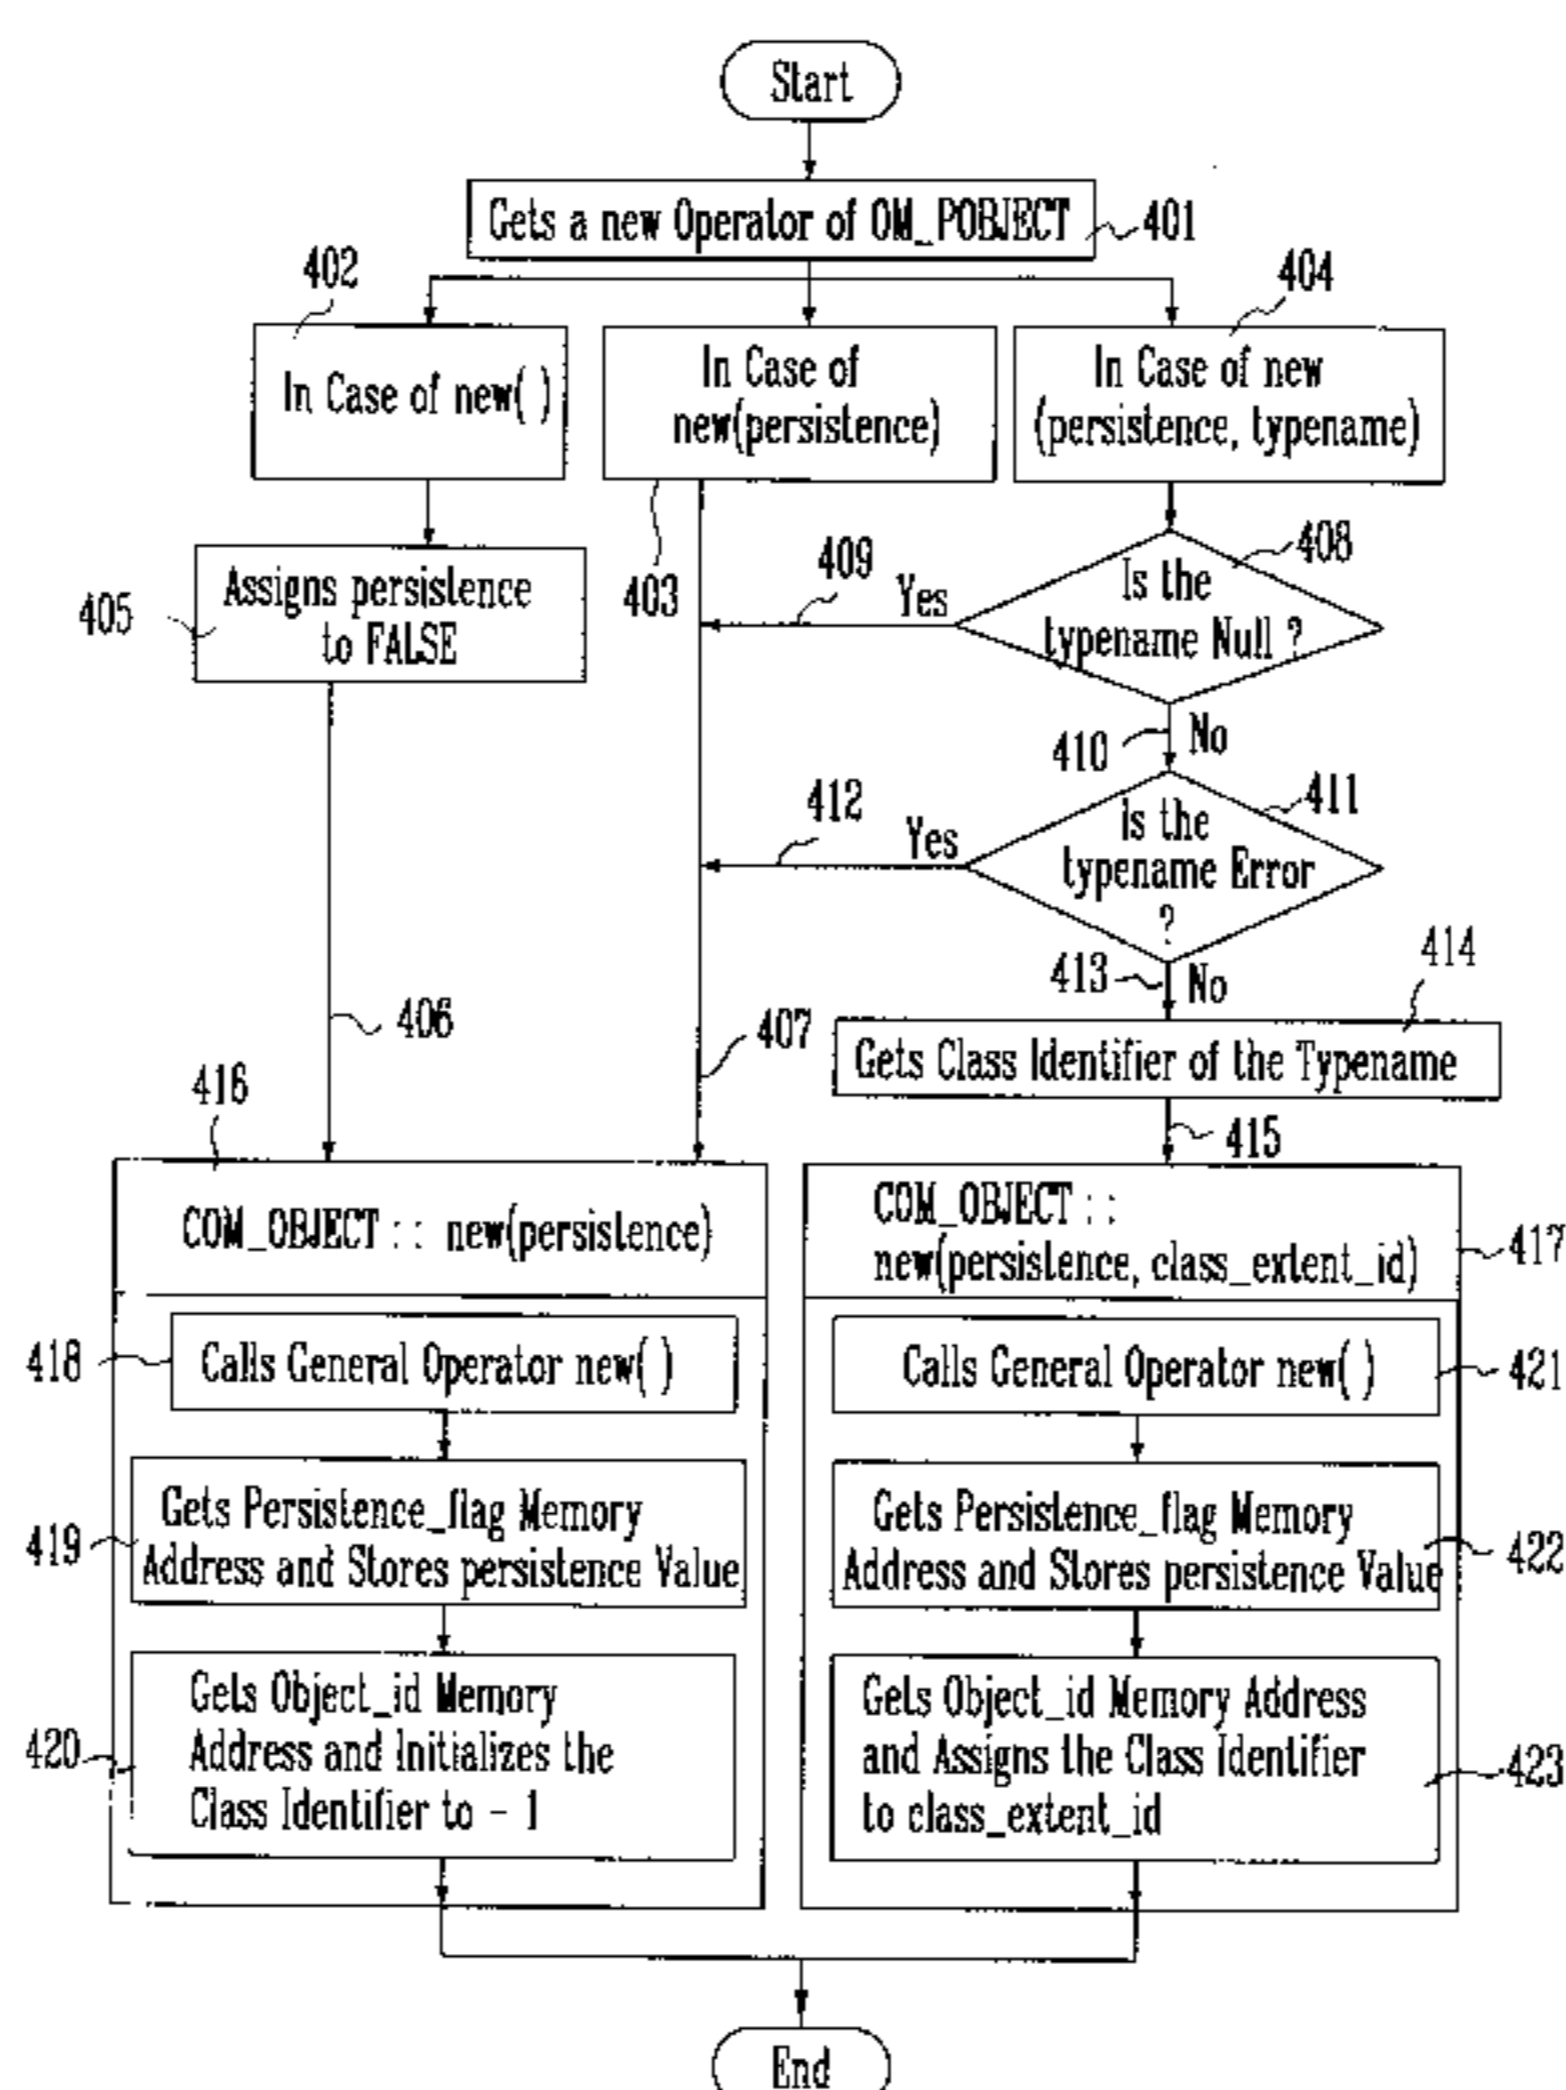 Start
Gets a new Operator of OM_POBJECT
401
402
404
In Case of new( )
In Case of
new(persistence)
In Case of new
(persistence, typename)
403
408
Is the
typename Null ?
409
Yes
405
Assigns persistence
to FALSE
410
No
411
Is the
typename Error
?
412
Yes
413
No
414
Gets Class Identifier of the Typename
406
407
415
416
COM_OBJECT :: new(persistence)
COM_OBJECT ::
new(persistence, class_extent_id)
417
418
Calls General Operator new( )
Calls General Operator new( )
421
419
Gets Persistence_flag Memory
Address and Stores persistence Value
Gets Persistence_flag Memory
Address and Stores persistence Value
422
420
Gets Object_id Memory
Address and Initializes the
Class Identifier to - 1
Gets Object_id Memory Address
and Assigns the Class Identifier
to class_extent_id
423
End